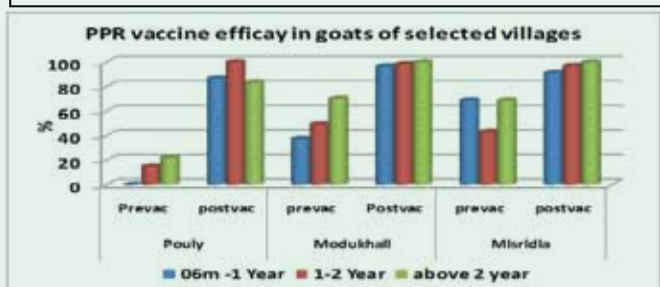 PPR vaccine efficay in goats of selected villages
100
80
60
40
20
0
%
Prevac postvac prevac Postvac prevac postvac
Pouly Modukhali Misridia
06m -1 Year 1-2 Year above 2 year